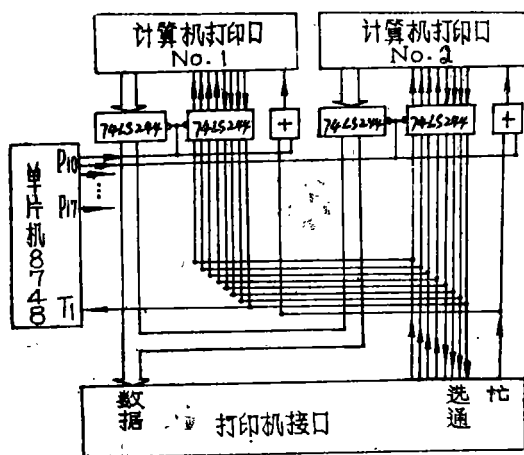 计算机打印口
No.1
计算机打印口
No.2
74LS244
74LS244
+
74LS244
74LS244
+
单片机8748
P10
P17
T1
数据
选通
忙
打印机接口